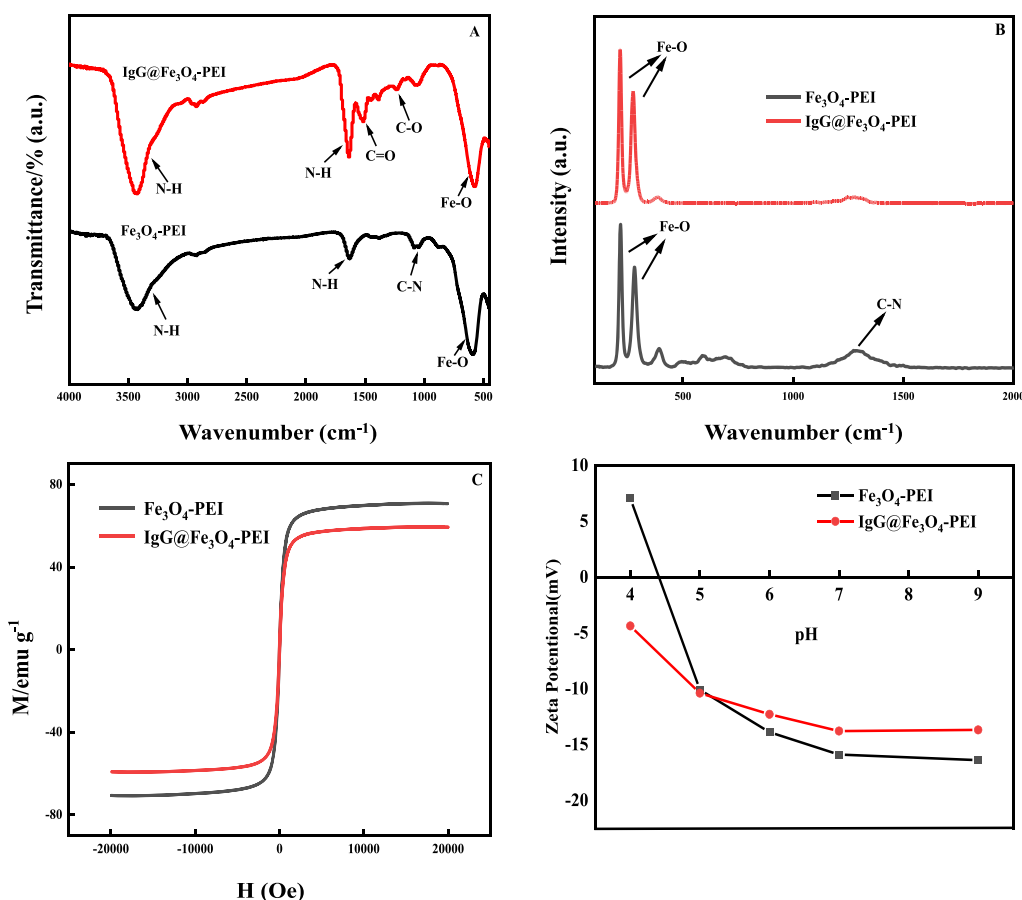 A
IgG@Fe₃O₄-PEI
C-O
C=O
N-H
N-H
Fe-O
Fe₃O₄-PEI
N-H
C-N
N-H
Fe-O
Transmittance/% (a.u.)
4000 3500 3000 2500 2000 1500 1000 500
Wavenumber (cm⁻¹)
B
Fe-O
Fe₃O₄-PEI
IgG@Fe₃O₄-PEI
Fe-O
C-N
Intensity (a.u.)
500 1000 1500 2000
Wavenumber (cm⁻¹)
C
Fe₃O₄-PEI
IgG@Fe₃O₄-PEI
80
40
0
-40
-80
M/emu g⁻¹
-20000 -10000 0 10000 20000
H (Oe)
Fe₃O₄-PEI
IgG@Fe₃O₄-PEI
10
5
0
-5
-10
-15
-20
Zeta Potentional(mV)
4 5 6 7 8 9
pH